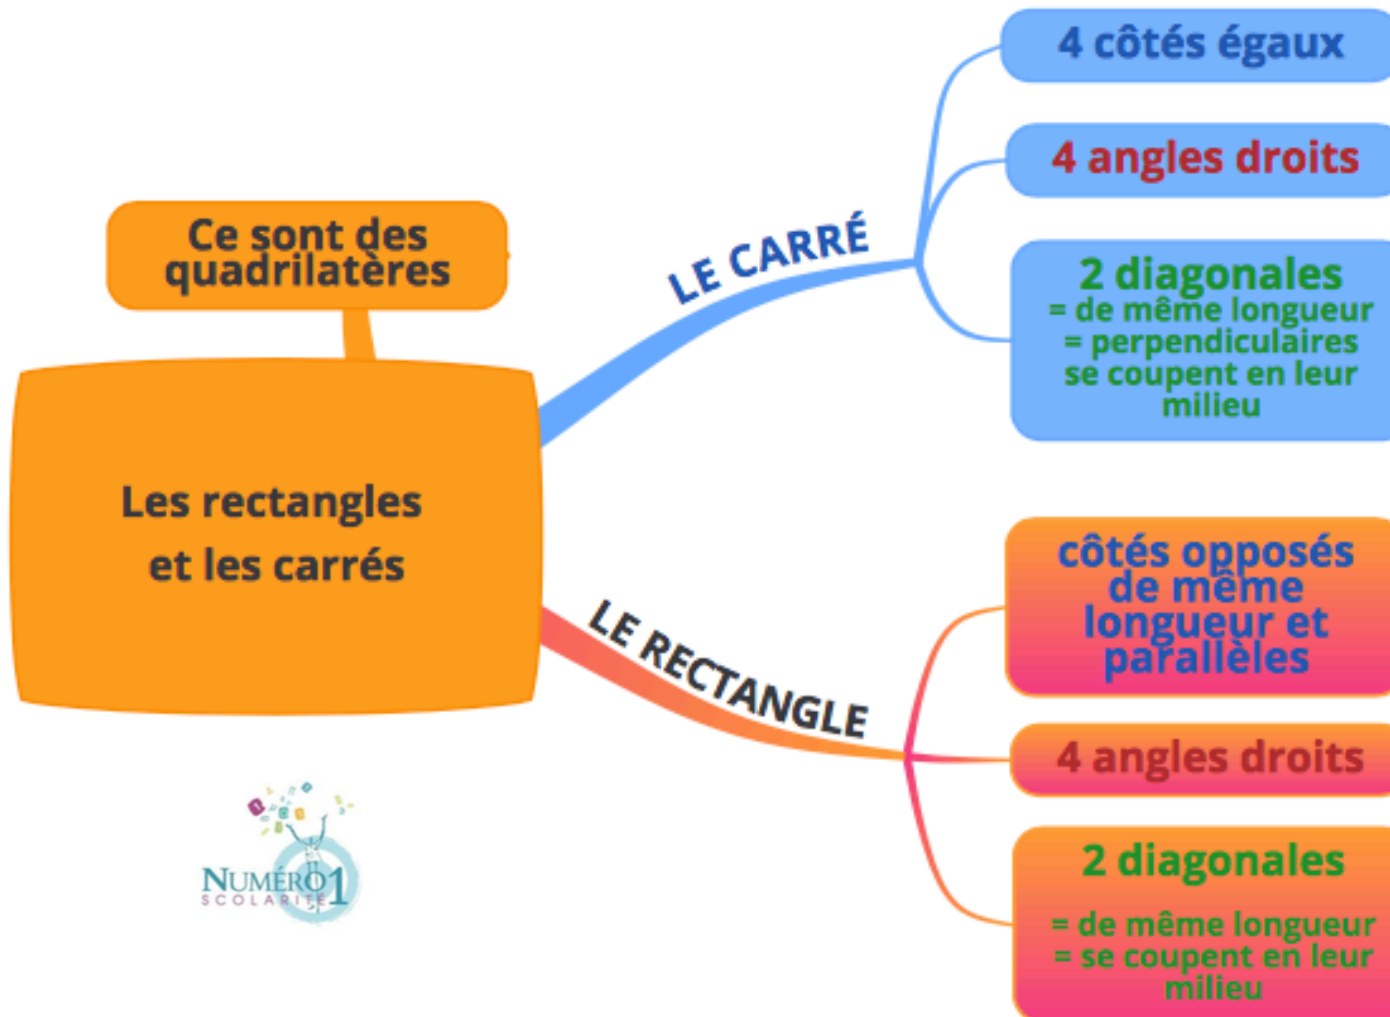 Ce sont des
quadrilatères
Les rectangles
et les carrés
LE CARRÉ
4 côtés égaux
4 angles droits
2 diagonales
= de même longueur
= perpendiculaires
se coupent en leur
milieu
LE RECTANGLE
côtés opposés
de même
longueur et
parallèles
4 angles droits
2 diagonales
= de même longueur
= se coupent en leur
milieu
NUMÉRO1
SCOLARITÉ